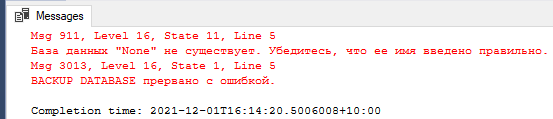 Messages
Msg 911, Level 16, State 11, Line 5
База данных "None" не существует. Убедитесь, что ее имя введено правильно.
Msg 3013, Level 16, State 1, Line 5
BACKUP DATABASE прервано с ошибкой.
Completion time: 2021-12-01T16:14:20.5006008+10:00